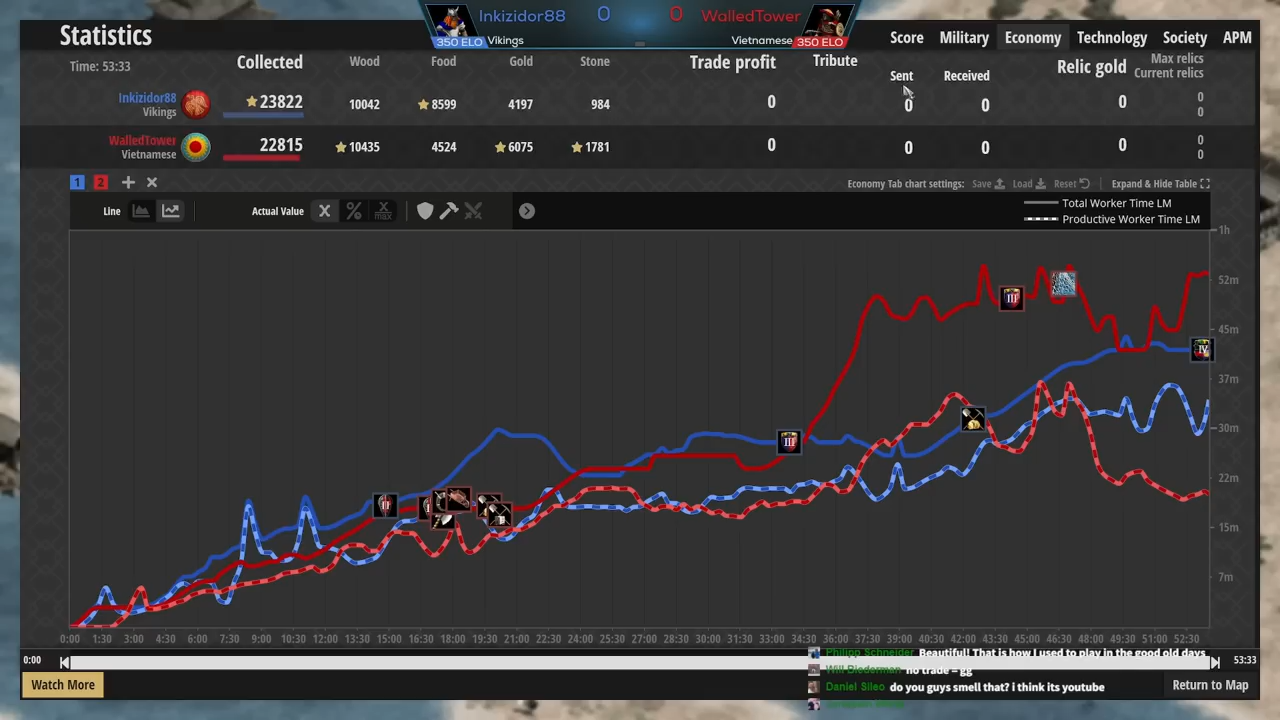 Inkizidor88 0 0 WalledTower
350 ELO Vikings Vietnamese 350 ELO
Statistics
Score Military Economy Technology Society APM
Time: 53:33
Collected Wood Food Gold Stone Trade profit Tribute Sent Received Relic gold Max relics
Current relics
Inkizidor88 23822 10042 8599 4197 984 0 0 0 0 0
Vikings 0
WalledTower 22815 10435 4524 6075 1781 0 0 0 0 0
Vietnamese 0
1 2
Economy Tab chart settings: Save Load Reset Expand & Hide Table
Line Actual Value X % X max
Total Worker Time LM
Productive Worker Time LM
1h
52m
45m
37m
30m
22m
15m
7m
III
III
IV
0:00 1:30 3:00 4:30 6:00 7:30 9:00 10:30 12:00 13:30 15:00 16:30 18:00 19:30 21:00 22:30 24:00 25:30 27:00 28:30 30:00 31:30 33:00 34:30 36:00 37:30 39:00 40:30 42:00 43:30 45:00 46:30 48:00 49:30 51:00 52:30
0:00 53:33
Philipp Schneider Beautiful! That is how I used to play in the good old days
Will Biederman no trade = gg
Daniel Sileo do you guys smell that? i think its youtube
Watch More
Return to Map